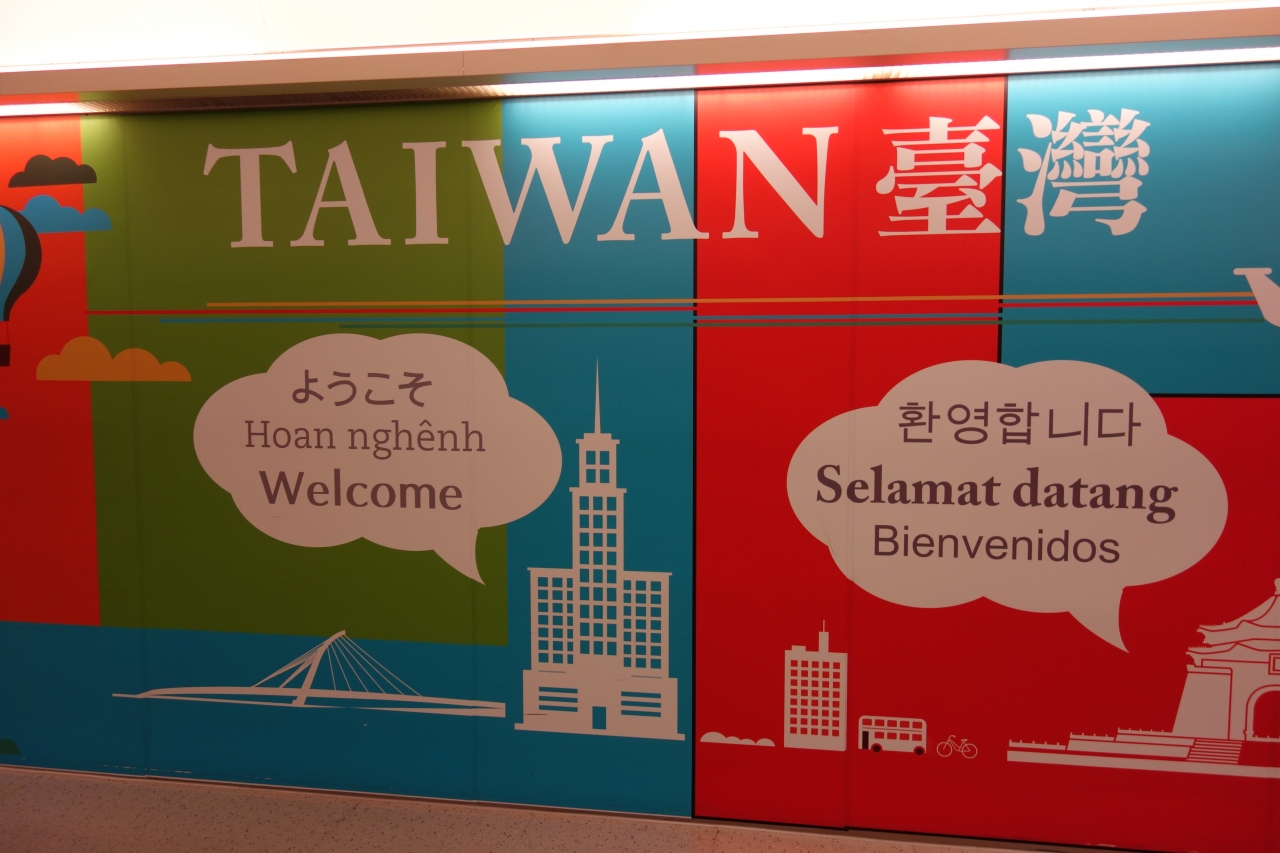 TAIWAN 臺灣
ようこそ
Hoan nghênh
Welcome
환영합니다
Selamat datang
Bienvenidos